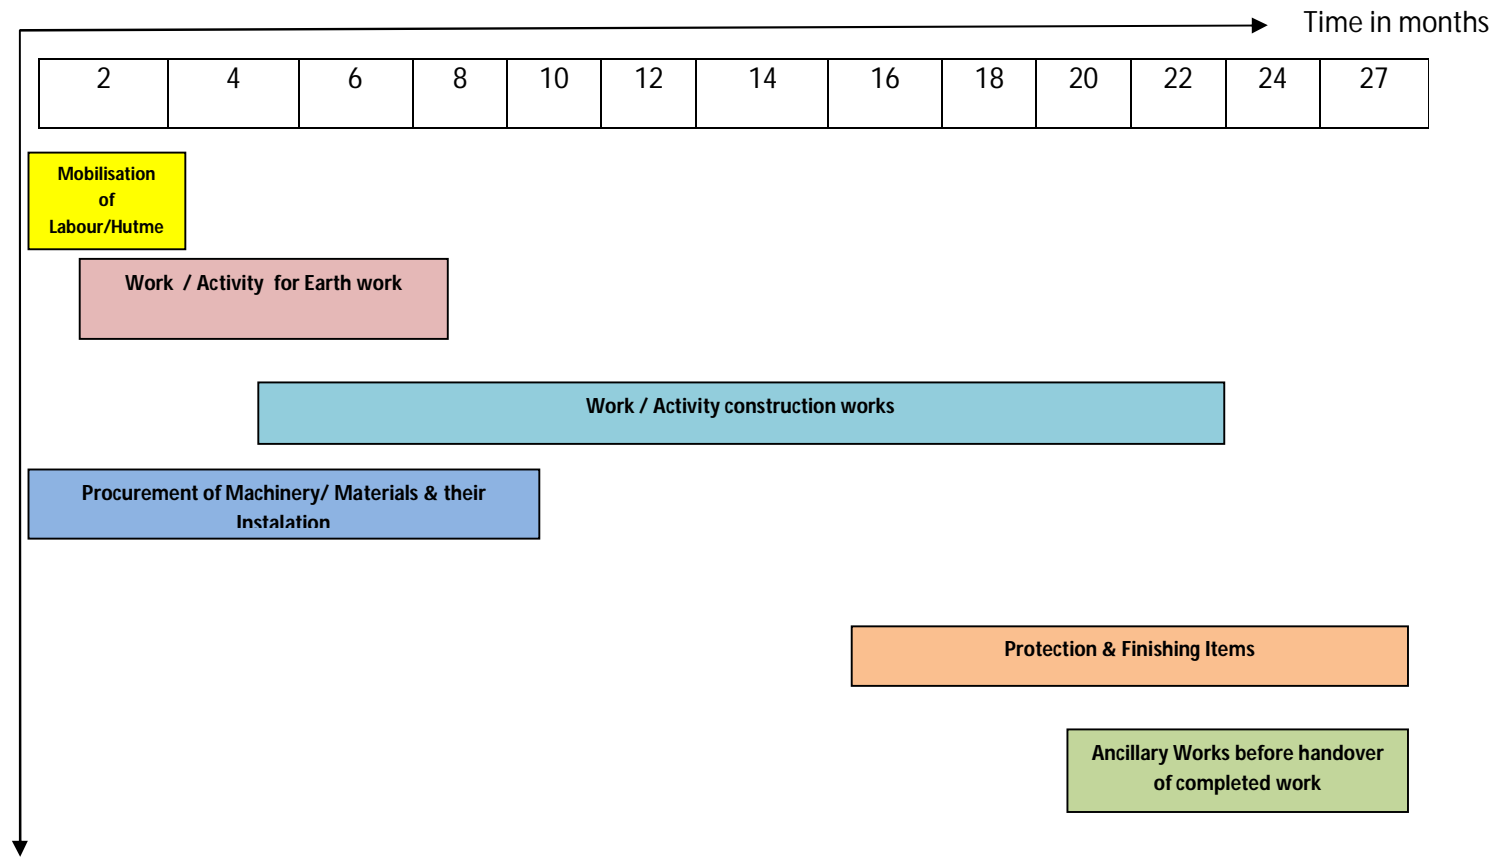 Time in months
2 4 6 8 10 12 14 16 18 20 22 24 27
Mobilisation
of
Labour/Hutme
Work / Activity for Earth work
Work / Activity construction works
Procurement of Machinery/ Materials & their
Instalation
Protection & Finishing Items
Ancillary Works before handover
of completed work